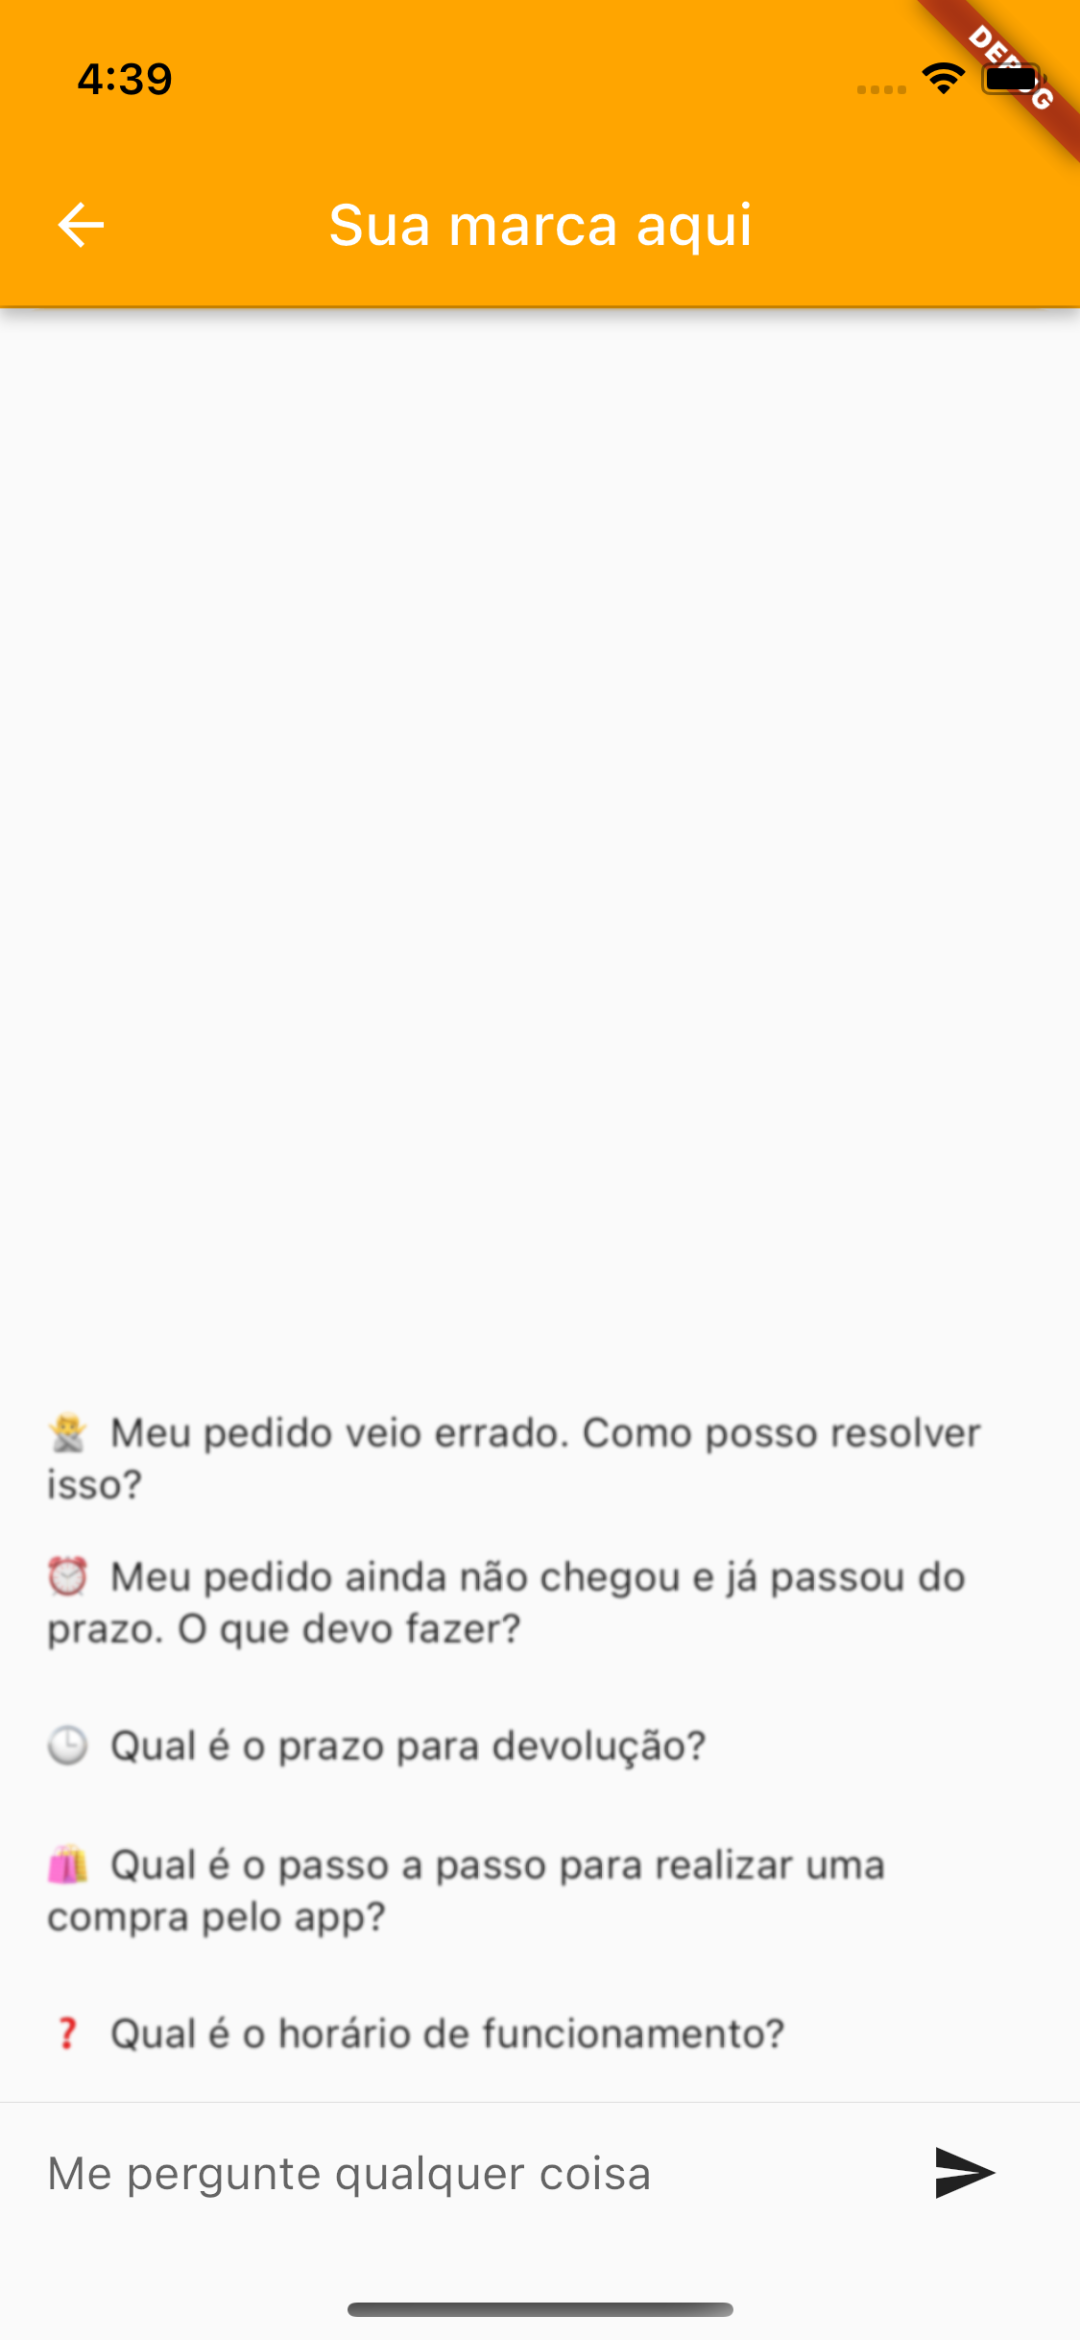 4:39
DEBUG
Sua marca aqui
🙅 Meu pedido veio errado. Como posso resolver
isso?
⏰ Meu pedido ainda não chegou e já passou do
prazo. O que devo fazer?
🕒 Qual é o prazo para devolução?
🛍️ Qual é o passo a passo para realizar uma
compra pelo app?
❓ Qual é o horário de funcionamento?
Me pergunte qualquer coisa